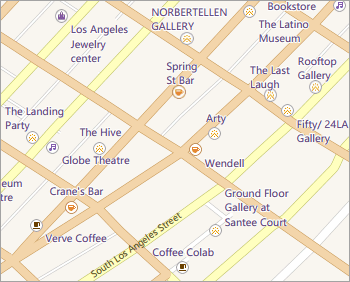 NORBERTELLEN
GALLERY
Bookstore
Los Angeles
Jewelry
center
The Latino
Museum
Spring
St Bar
Rooftop
Gallery
The Last
Laugh
The Landing
Party
The Hive
Arty
Fifty/ 24LA
Gallery
Globe Theatre
Wendell
eum
tre
Crane's Bar
Ground Floor
Gallery at
Santee Court
Verve Coffee
South Los Angeles Street
Coffee Colab